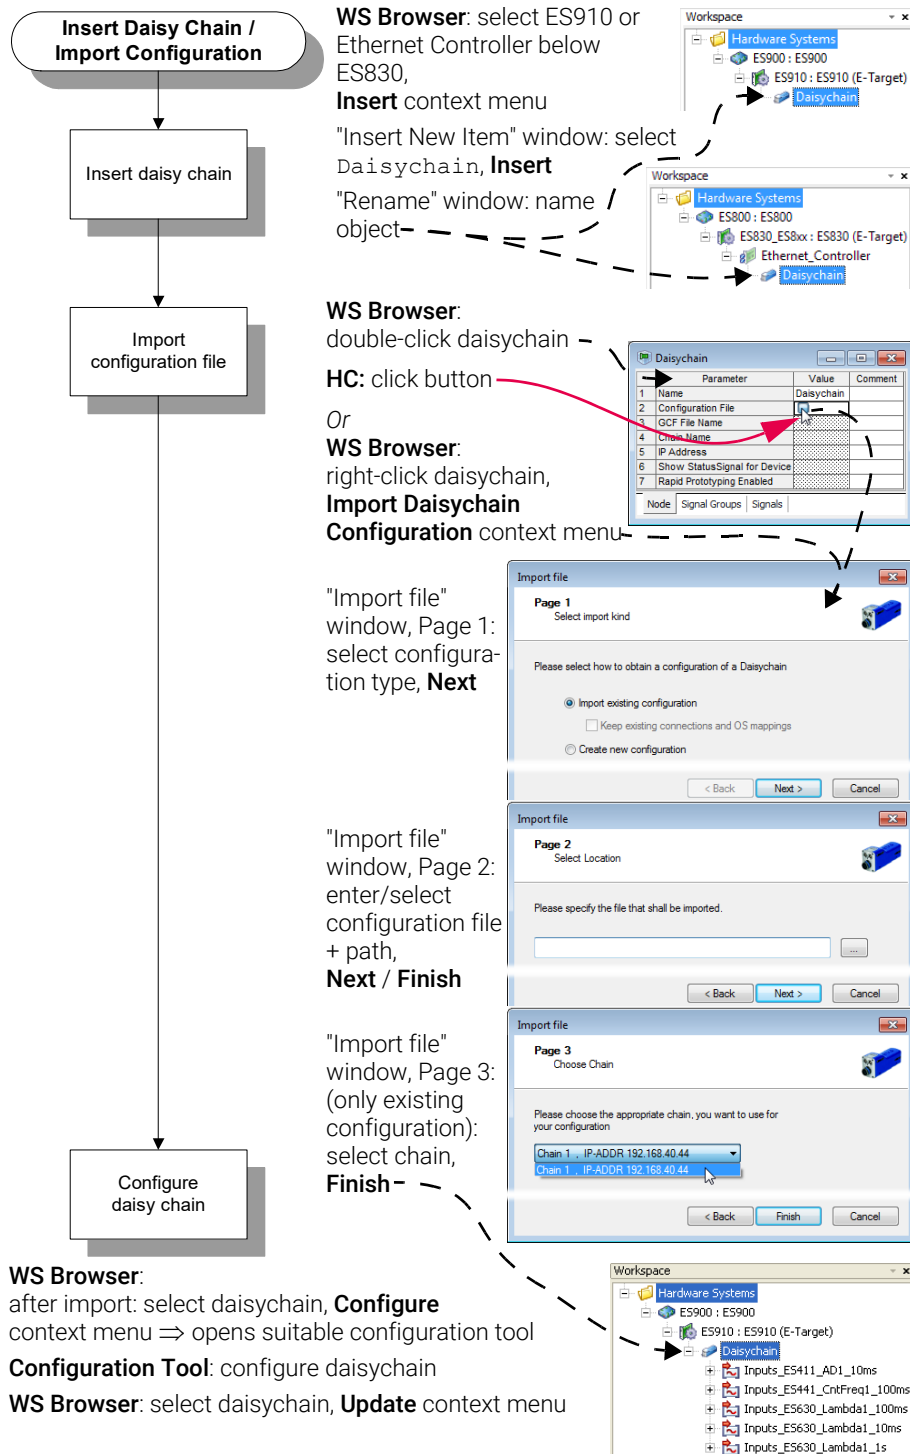 Insert Daisy Chain /
Import Configuration
Insert daisy chain
Import
configuration file
Configure
daisy chain
WS Browser: select ES910 or
Ethernet Controller below
ES830,
Insert context menu
"Insert New Item" window: select
Daisychain, Insert
"Rename" window: name
object
Workspace
Hardware Systems
ES900 : ES900
ES910 : ES910 (E-Target)
Daisychain
Workspace
Hardware Systems
ES800 : ES800
ES830_ES8xx : ES830 (E-Target)
Ethernet_Controller
Daisychain
WS Browser:
double-click daisychain
HC: click button
Or
WS Browser:
right-click daisychain,
Import Daisychain
Configuration context menu
Daisychain
Parameter Value Comment
1 Name Daisychain
2 Configuration File
3 GCF File Name
4 Chain Name
5 IP Address
6 Show StatusSignal for Device
7 Rapid Prototyping Enabled
Node Signal Groups Signals
"Import file"
window, Page 1:
select configura-
tion type, Next
Import file
Page 1
Select import kind
Please select how to obtain a configuration of a Daisychain
Import existing configuration
Keep existing connections and OS mappings
Create new configuration
< Back Next > Cancel
"Import file"
window, Page 2:
enter/select
configuration file
+ path,
Next / Finish
Import file
Page 2
Select Location
Please specify the file that shall be imported.
...
< Back Next > Cancel
"Import file"
window, Page 3:
(only existing
configuration):
select chain,
Finish
Import file
Page 3
Choose Chain
Please choose the appropriate chain, you want to use for
your configuration
Chain 1 , IP-ADDR 192.168.40.44
Chain 1 , IP-ADDR 192.168.40.44
< Back Finish Cancel
WS Browser:
after import: select daisychain, Configure
context menu ⇒ opens suitable configuration tool
Configuration Tool: configure daisychain
WS Browser: select daisychain, Update context menu
Workspace
Hardware Systems
ES900 : ES900
ES910 : ES910 (E-Target)
Daisychain
Inputs_ES411_AD1_10ms
Inputs_ES441_CntFreq1_100ms
Inputs_ES630_Lambda1_100ms
Inputs_ES630_Lambda1_10ms
Inputs_ES630_Lambda1_1s